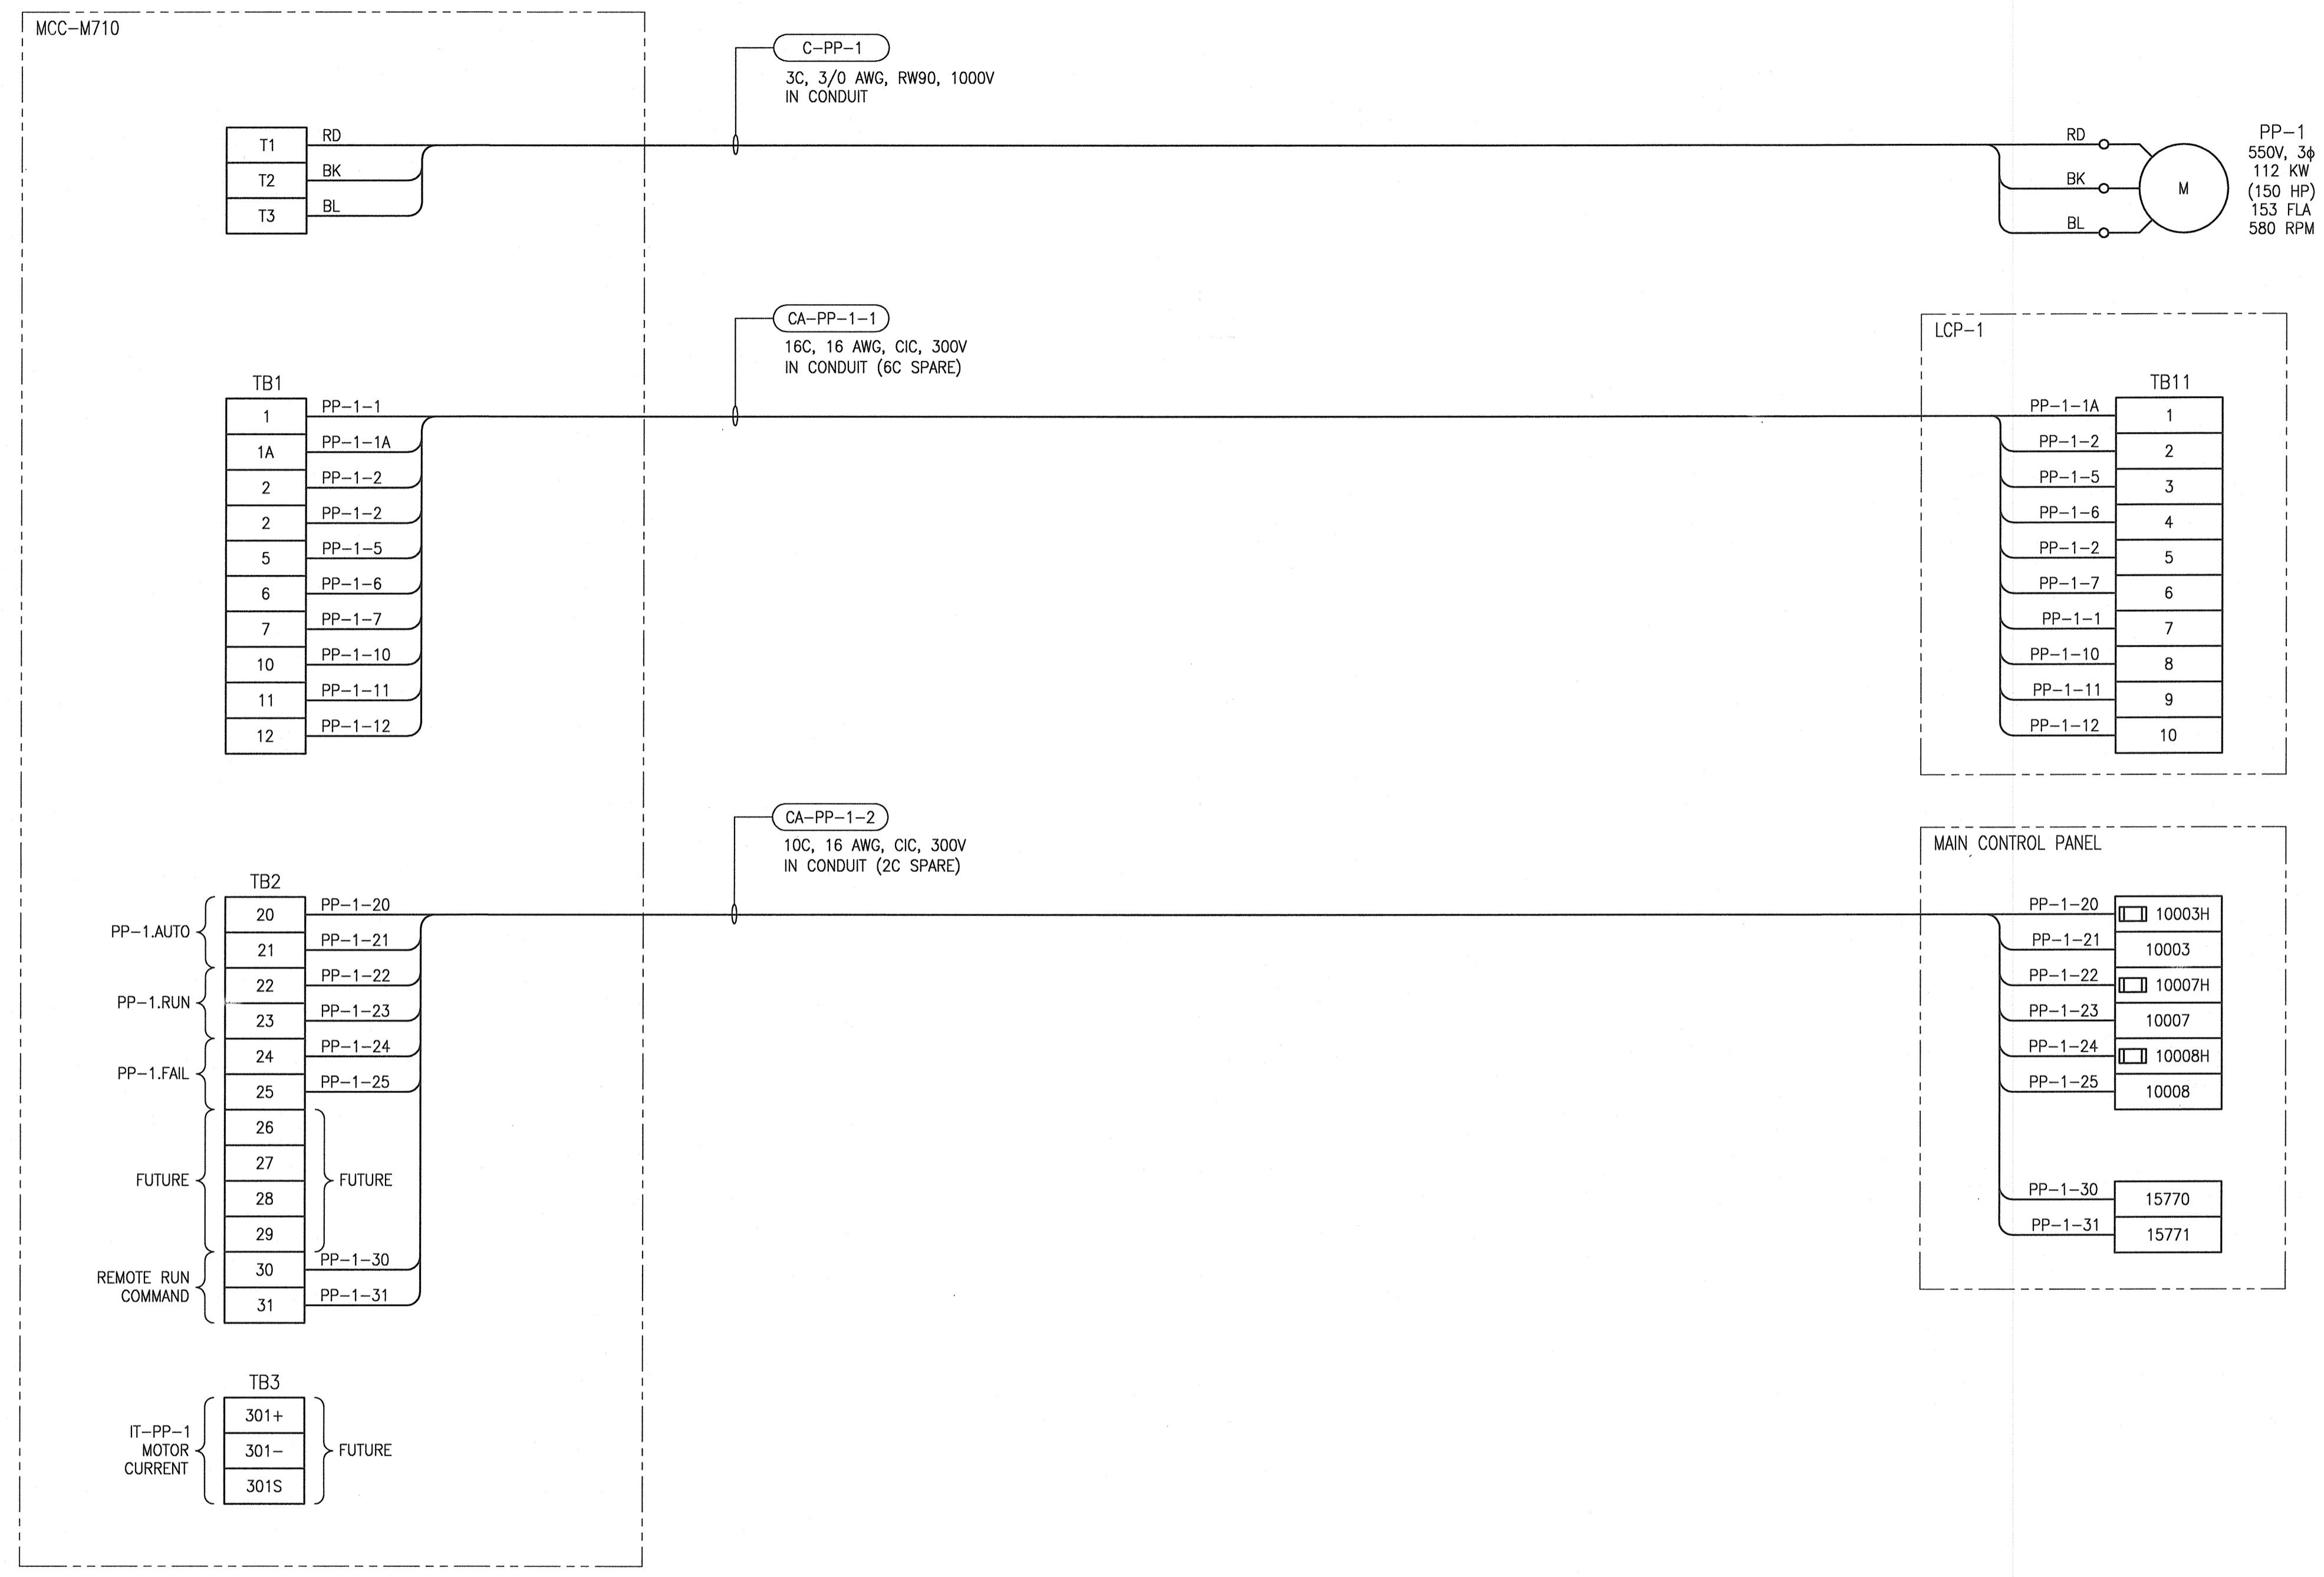 MCC-M710
C-PP-1
3C, 3/0 AWG, RW90, 1000V
IN CONDUIT
T1
RD
T2
BK
T3
BL
RD
BK
BL
M
PP-1
550V, 3ϕ
112 KW
(150 HP)
153 FLA
580 RPM
CA-PP-1-1
16C, 16 AWG, CIC, 300V
IN CONDUIT (6C SPARE)
TB1
1
PP-1-1
1A
PP-1-1A
2
PP-1-2
2
PP-1-2
5
PP-1-5
6
PP-1-6
7
PP-1-7
10
PP-1-10
11
PP-1-11
12
PP-1-12
LCP-1
TB11
PP-1-1A
1
PP-1-2
2
PP-1-5
3
PP-1-6
4
PP-1-2
5
PP-1-7
6
PP-1-1
7
PP-1-10
8
PP-1-11
9
PP-1-12
10
CA-PP-1-2
10C, 16 AWG, CIC, 300V
IN CONDUIT (2C SPARE)
TB2
PP-1.AUTO
20
PP-1-20
21
PP-1-21
PP-1.RUN
22
PP-1-22
23
PP-1-23
PP-1.FAIL
24
PP-1-24
25
PP-1-25
FUTURE
26
27
28
29
FUTURE
REMOTE RUN
COMMAND
30
PP-1-30
31
PP-1-31
MAIN CONTROL PANEL
PP-1-20
10003H
PP-1-21
10003
PP-1-22
10007H
PP-1-23
10007
PP-1-24
10008H
PP-1-25
10008
PP-1-30
15770
PP-1-31
15771
TB3
IT-PP-1
MOTOR
CURRENT
301+
301-
301S
FUTURE